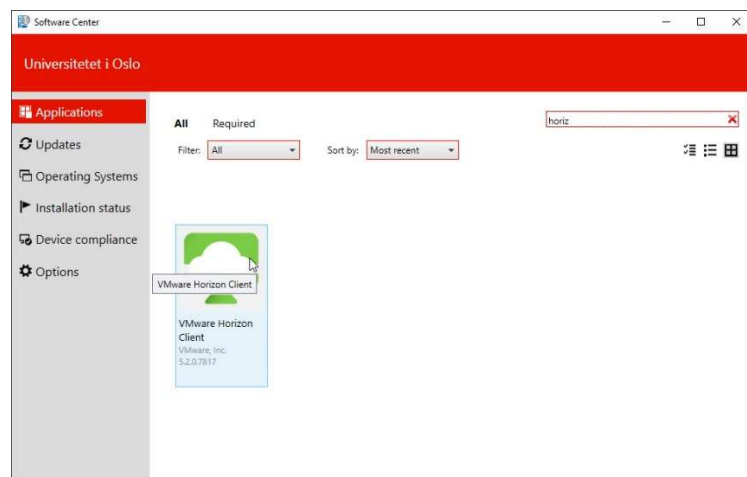 Software Center
Universitetet i Oslo
Applications
Updates
Operating Systems
Installation status
Device compliance
Options
All Required
horiz
Filter: All Sort by: Most recent
VMware Horizon Client
VMware Horizon
Client
VMware, Inc.
5.2.0.7817